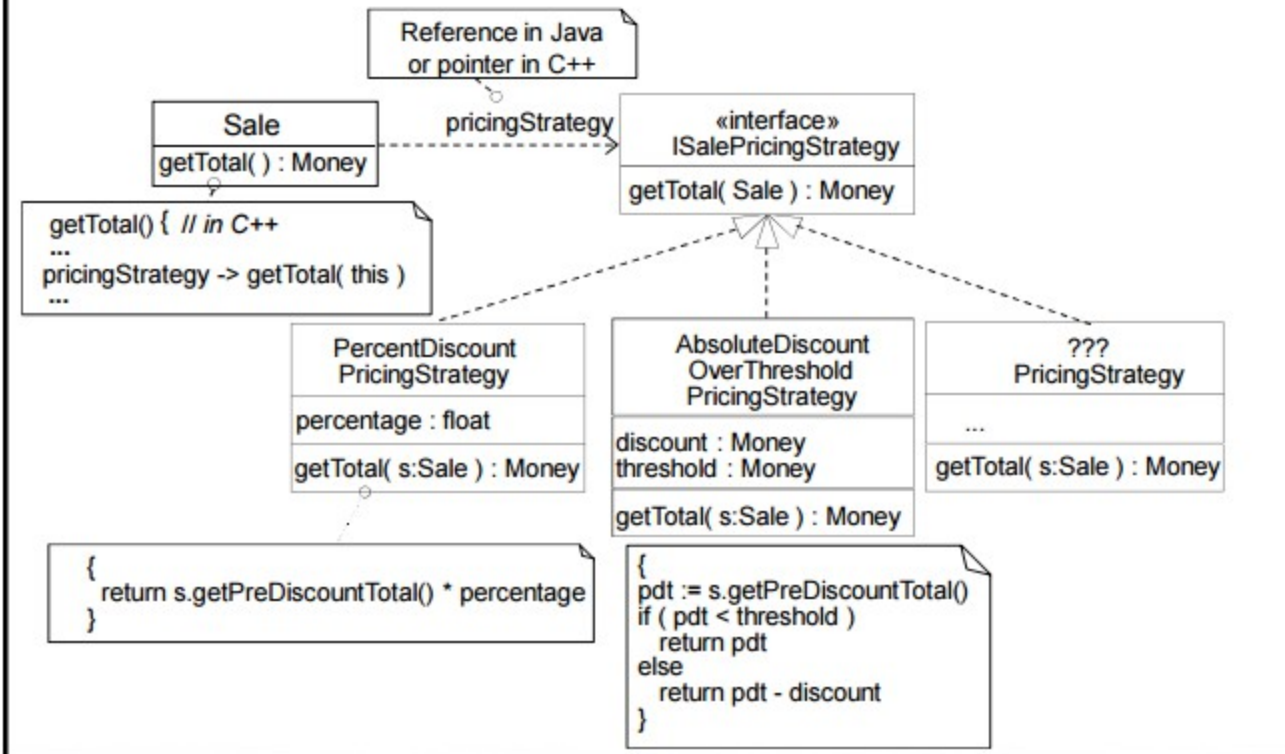 Reference in Java
or pointer in C++
Sale
getTotal( ) : Money
pricingStrategy
«interface»
ISalePricingStrategy
getTotal( Sale ) : Money
getTotal() { // in C++
...
pricingStrategy -> getTotal( this )
...
PercentDiscount
PricingStrategy
percentage : float
getTotal( s:Sale ) : Money
AbsoluteDiscount
OverThreshold
PricingStrategy
discount : Money
threshold : Money
getTotal( s:Sale ) : Money
???
PricingStrategy
...
getTotal( s:Sale ) : Money
{
return s.getPreDiscountTotal() * percentage
}
{
pdt := s.getPreDiscountTotal()
if ( pdt < threshold )
return pdt
else
return pdt - discount
}